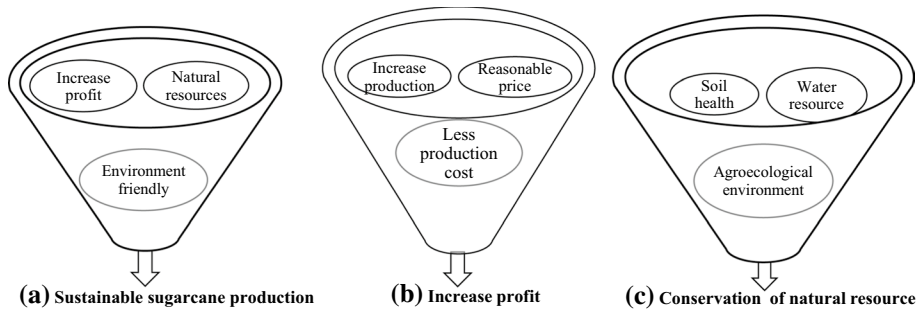 Increase
profit
Natural
resources
Environment
friendly
(a) Sustainable sugarcane production
Increase
production
Reasonable
price
Less
production
cost
(b) Increase profit
Soil
health
Water
resource
Agroecological
environment
(c) Conservation of natural resource